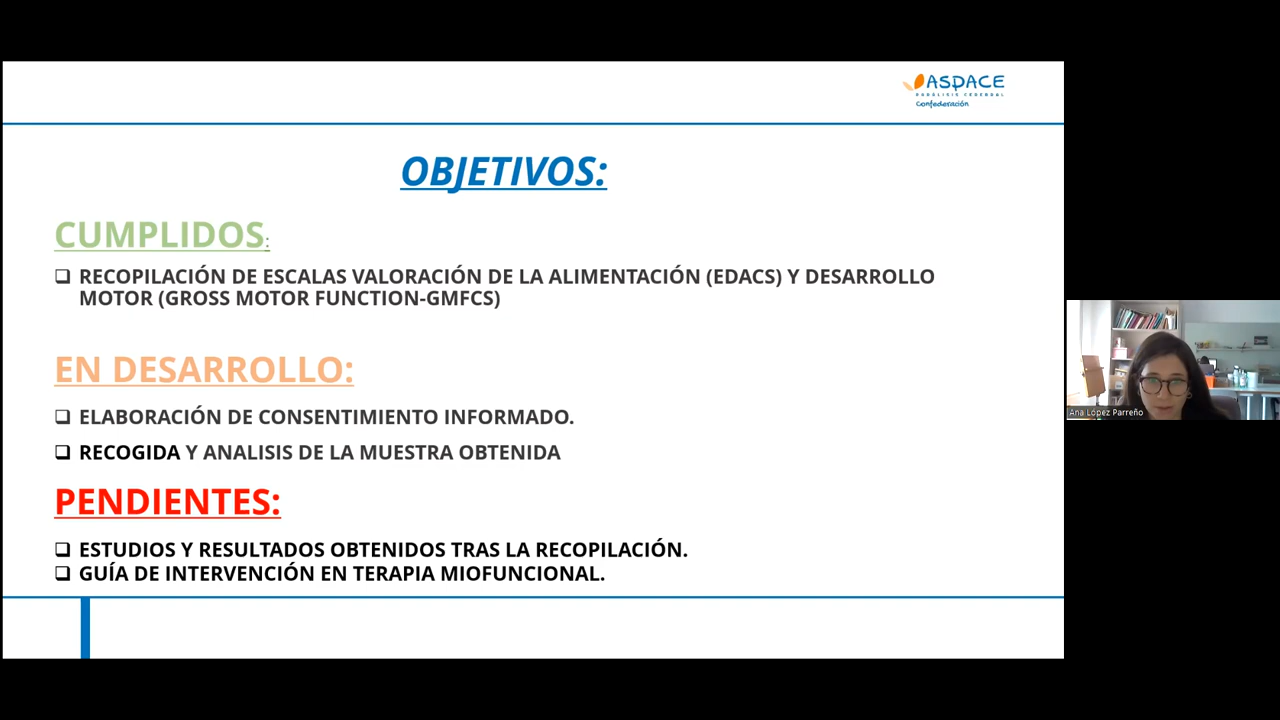 ASPACE
PARÁLISIS CEREBRAL
Confederación
OBJETIVOS:
CUMPLIDOS:
RECOPILACIÓN DE ESCALAS VALORACIÓN DE LA ALIMENTACIÓN (EDACS) Y DESARROLLO
MOTOR (GROSS MOTOR FUNCTION-GMFCS)
EN DESARROLLO:
ELABORACIÓN DE CONSENTIMIENTO INFORMADO.
RECOGIDA Y ANALISIS DE LA MUESTRA OBTENIDA
PENDIENTES:
ESTUDIOS Y RESULTADOS OBTENIDOS TRAS LA RECOPILACIÓN.
GUÍA DE INTERVENCIÓN EN TERAPIA MIOFUNCIONAL.
Ana López Parreño